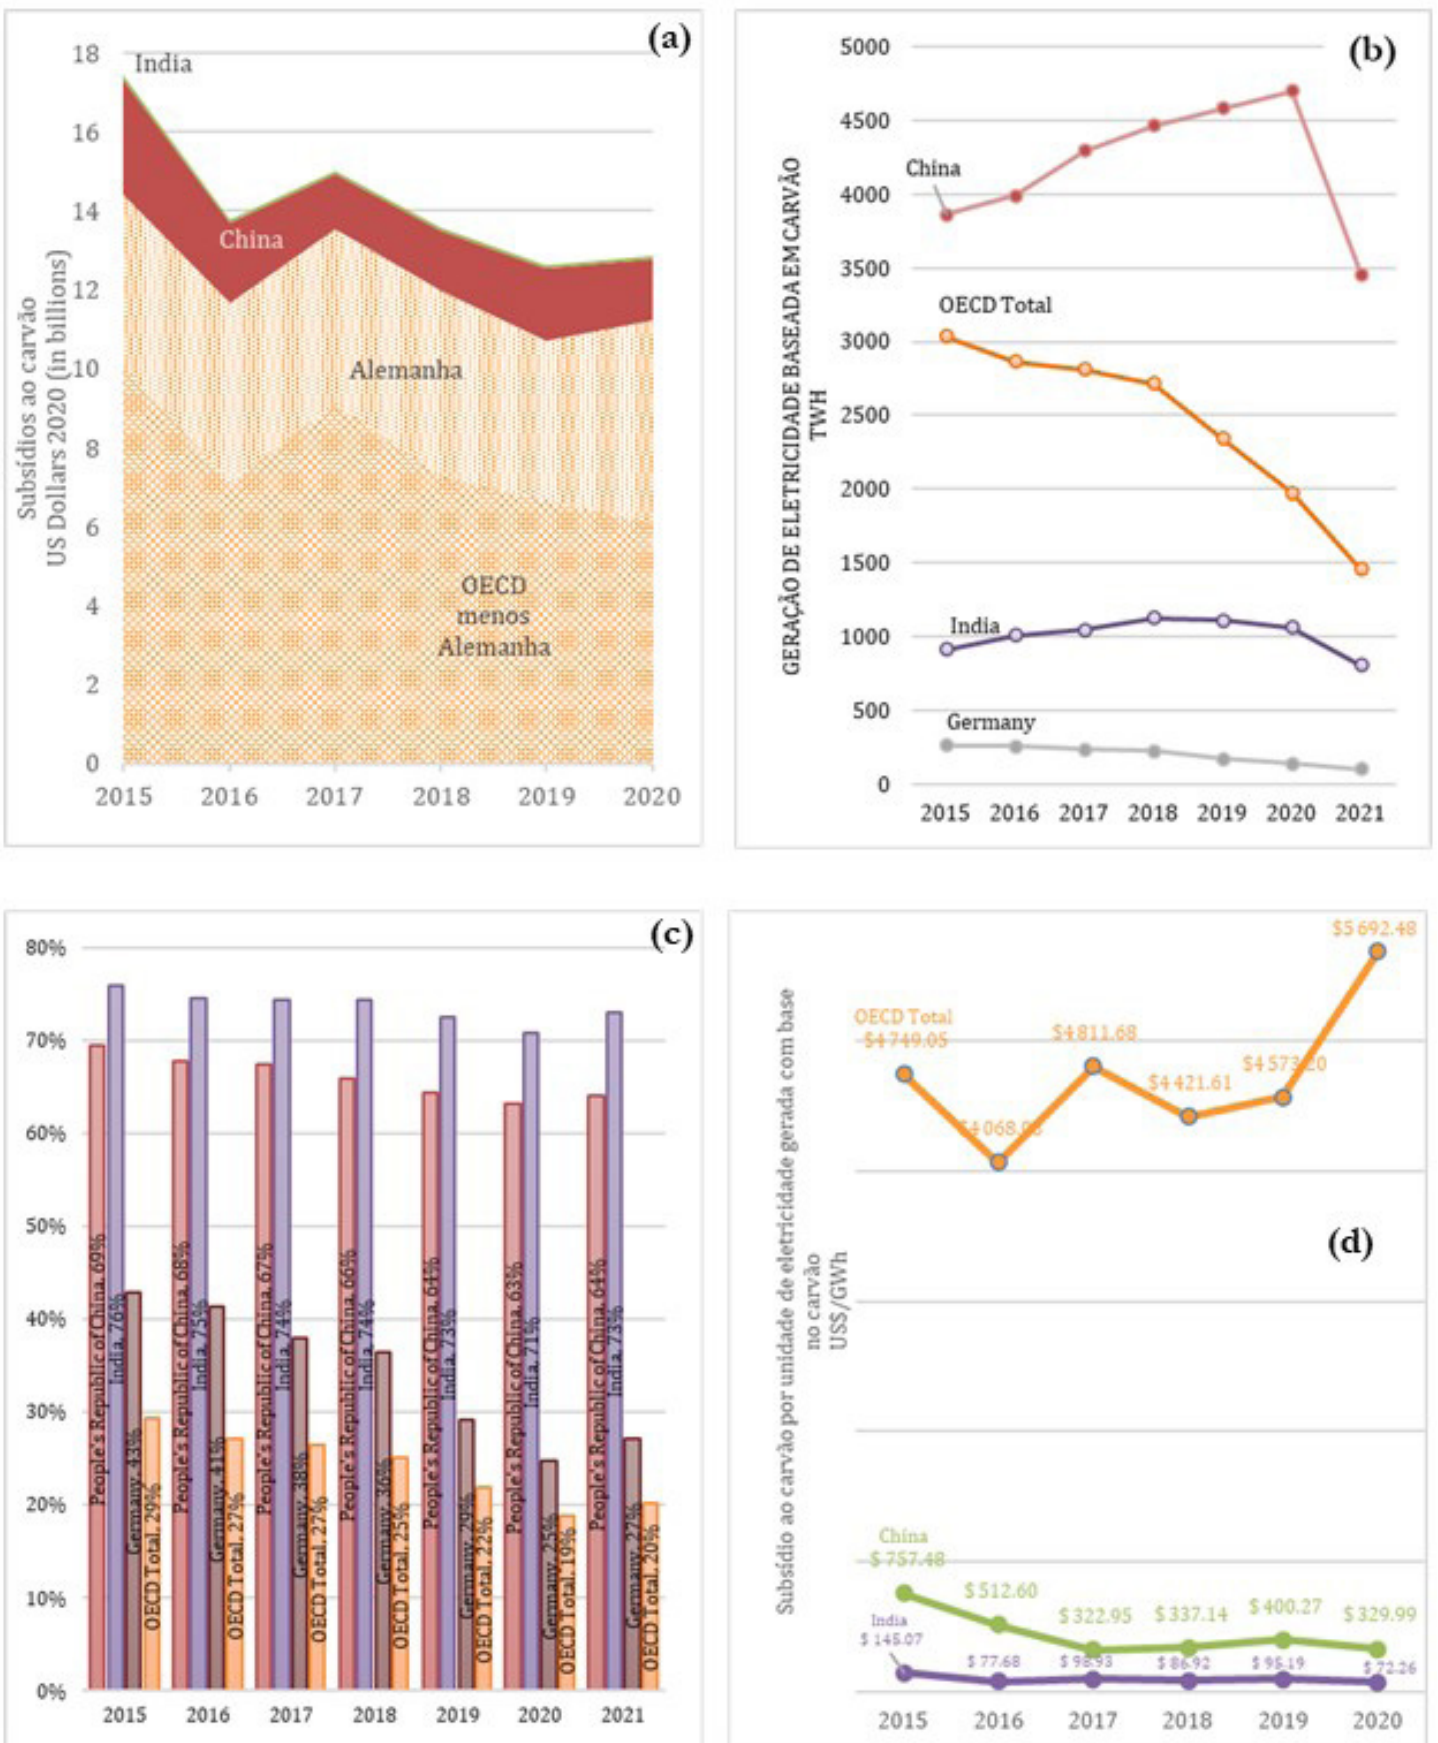 (a)
Subsídios ao carvão
US Dollars 2020 (in billions)
18
16
14
12
10
8
6
4
2
0
India
China
Alemanha
OECD
menos
Alemanha
2015 2016 2017 2018 2019 2020
(b)
GERAÇÃO DE ELETRICIDADE BASEADA EM CARVÃO
TWH
5000
4500
4000
3500
3000
2500
2000
1500
1000
500
0
China
OECD Total
India
Germany
2015 2016 2017 2018 2019 2020 2021
(c)
80%
70%
60%
50%
40%
30%
20%
10%
0%
People's Republic of China, 69%
India, 76%
Germany, 43%
OECD Total, 29%
People's Republic of China, 68%
India, 75%
Germany, 41%
OECD Total, 27%
People's Republic of China, 67%
India, 74%
Germany, 38%
OECD Total, 27%
People's Republic of China, 66%
India, 74%
Germany, 36%
OECD Total, 25%
People's Republic of China, 64%
India, 73%
Germany, 29%
OECD Total, 22%
People's Republic of China, 63%
India, 71%
Germany, 25%
OECD Total, 19%
People's Republic of China, 64%
India, 73%
Germany, 27%
OECD Total, 20%
2015 2016 2017 2018 2019 2020 2021
(d)
Subsídio ao carvão por unidade de eletricidade gerada com base
no carvão
US$/GWh
OECD Total
$4 749.05
$4 811.68
$4 421.61
$4 573.20
$5 692.48
China
$ 757.48
$ 512.60
$ 322.95
$ 337.14
$ 400.27
$ 329.99
India
$ 145.07
$ 77.68
$ 98.93
$ 86.92
$ 95.19
$ 72.26
2015 2016 2017 2018 2019 2020